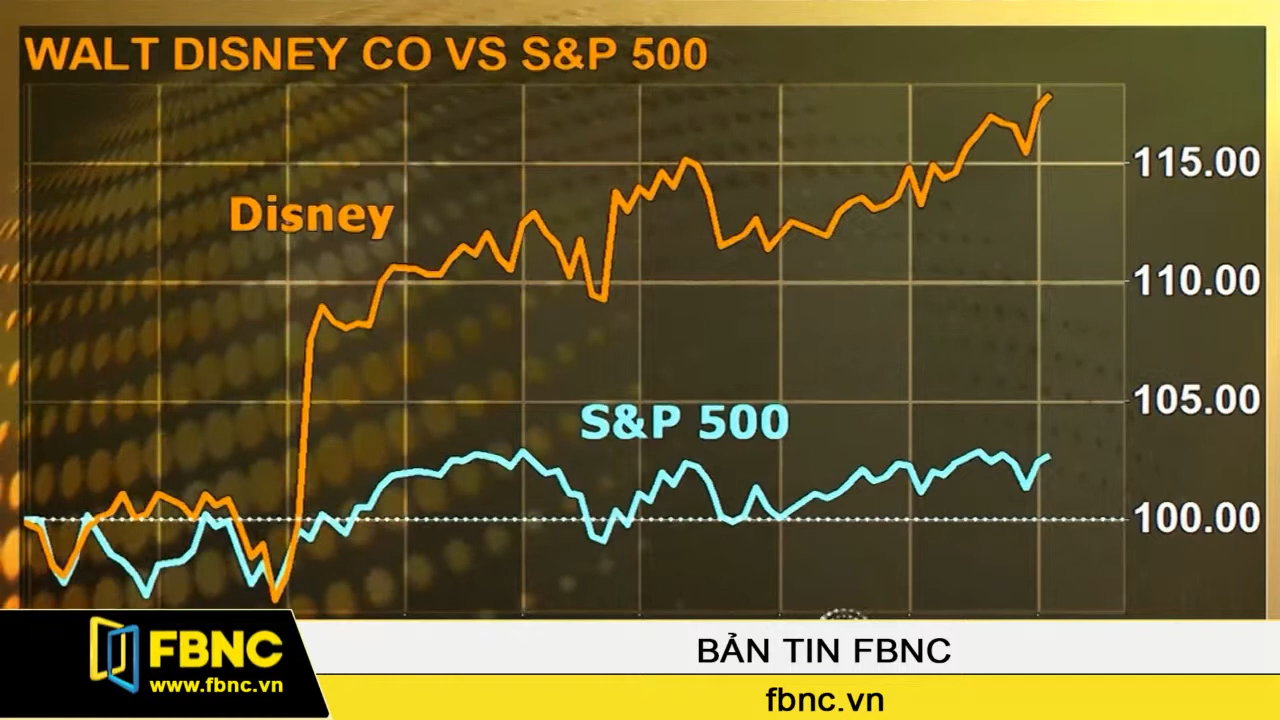 WALT DISNEY CO VS S&P 500
115.00
Disney
110.00
105.00
S&P 500
100.00
FBNC
www.fbnc.vn
BẢN TIN FBNC
fbnc.vn